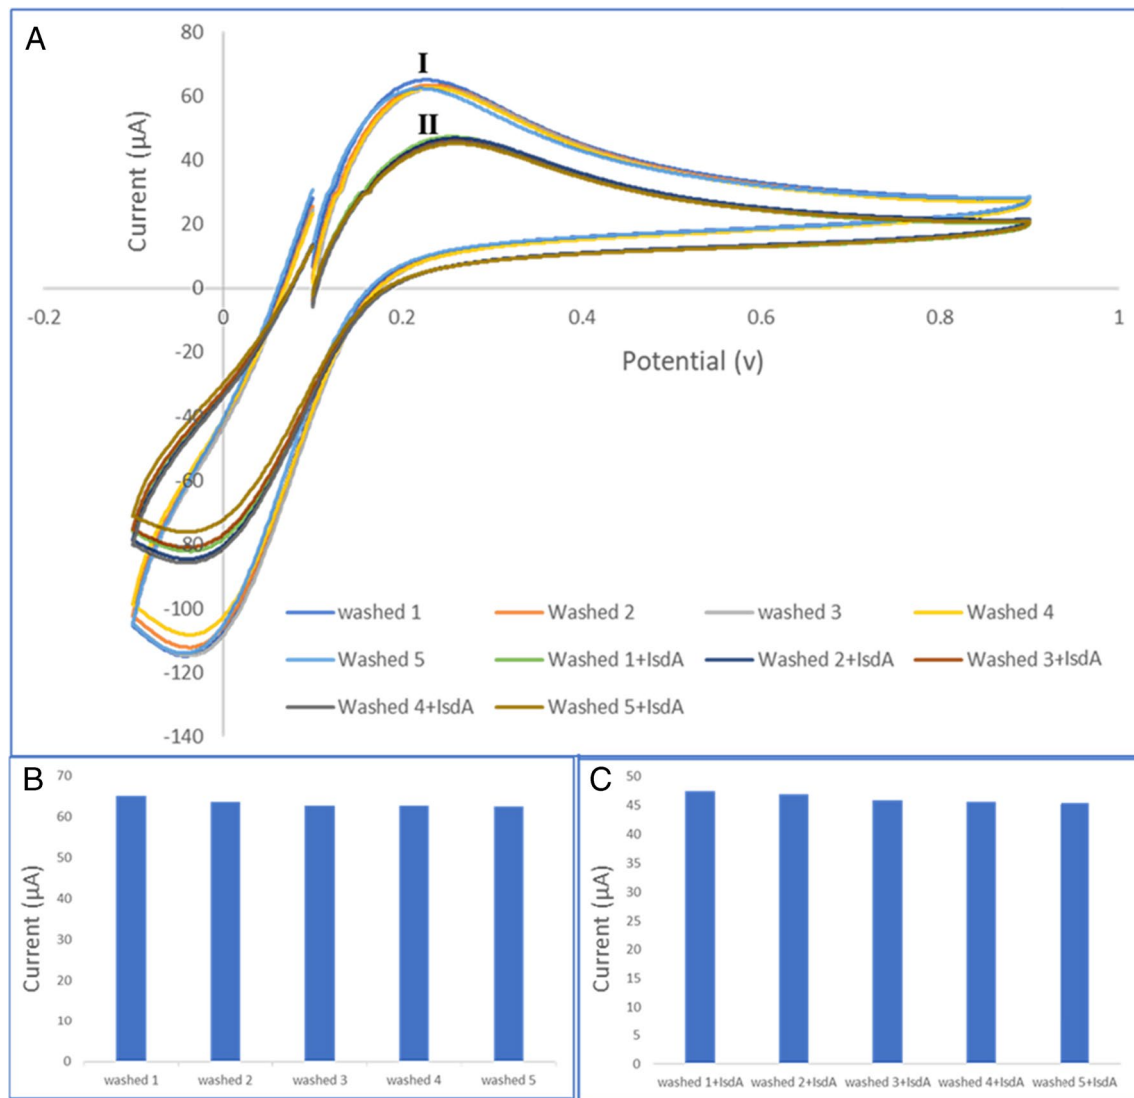 A
Current (µA)
80
60
40
20
0
-20
-40
-60
-80
-100
-120
-140
-0.2 0 0.2 0.4 0.6 0.8 1
Potential (v)
I
II
washed 1 Washed 2 washed 3 Washed 4
Washed 5 Washed 1+IsdA Washed 2+IsdA Washed 3+IsdA
Washed 4+IsdA Washed 5+IsdA
B
Current (µA)
70
60
50
40
30
20
10
0
washed 1 washed 2 washed 3 washed 4 washed 5
C
Current (µA)
50
45
40
35
30
25
20
15
10
5
0
washed 1+IsdA washed 2+IsdA washed 3+IsdA washed 4+IsdA washed 5+IsdA